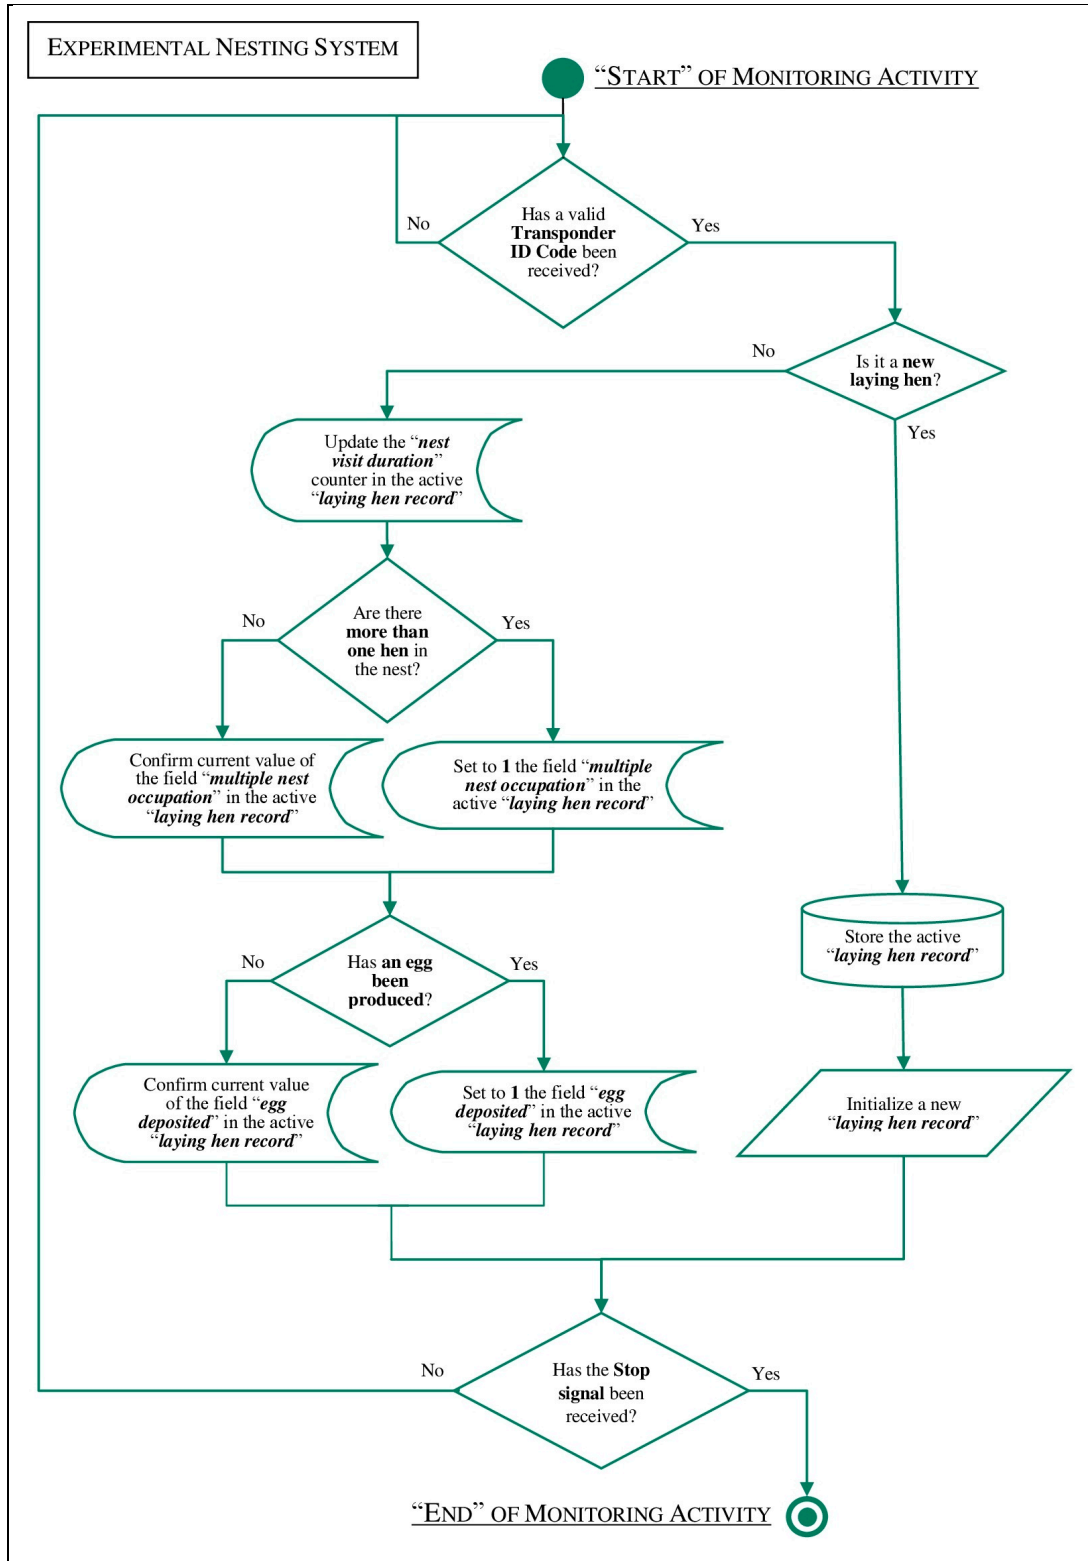 EXPERIMENTAL NESTING SYSTEM
“START” OF MONITORING ACTIVITY
Has a valid
Transponder
ID Code been
received?
No
Yes
Is it a new
laying hen?
No
Yes
Update the “nest
visit duration”
counter in the active
“laying hen record”
Are there
more than
one hen in
the nest?
No
Yes
Confirm current value of
the field “multiple nest
occupation” in the active
“laying hen record”
Set to 1 the field “multiple
nest occupation” in the
active “laying hen record”
Has an egg
been
produced?
No
Yes
Store the active
“laying hen record”
Confirm current value
of the field “egg
deposited” in the active
“laying hen record”
Set to 1 the field “egg
deposited” in the active
“laying hen record”
Initialize a new
“laying hen record”
Has the Stop
signal been
received?
No
Yes
“END” OF MONITORING ACTIVITY